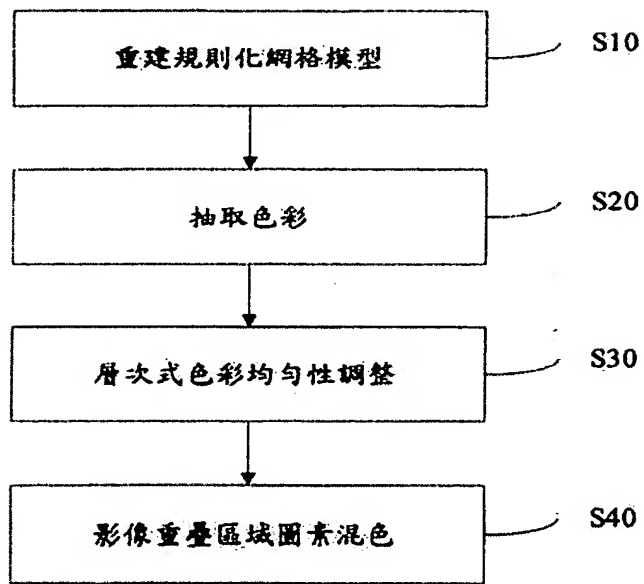 重建規則化網格模型
S10
抽取色彩
S20
層次式色彩均勻性調整
S30
影像重疊區域圖素混色
S40